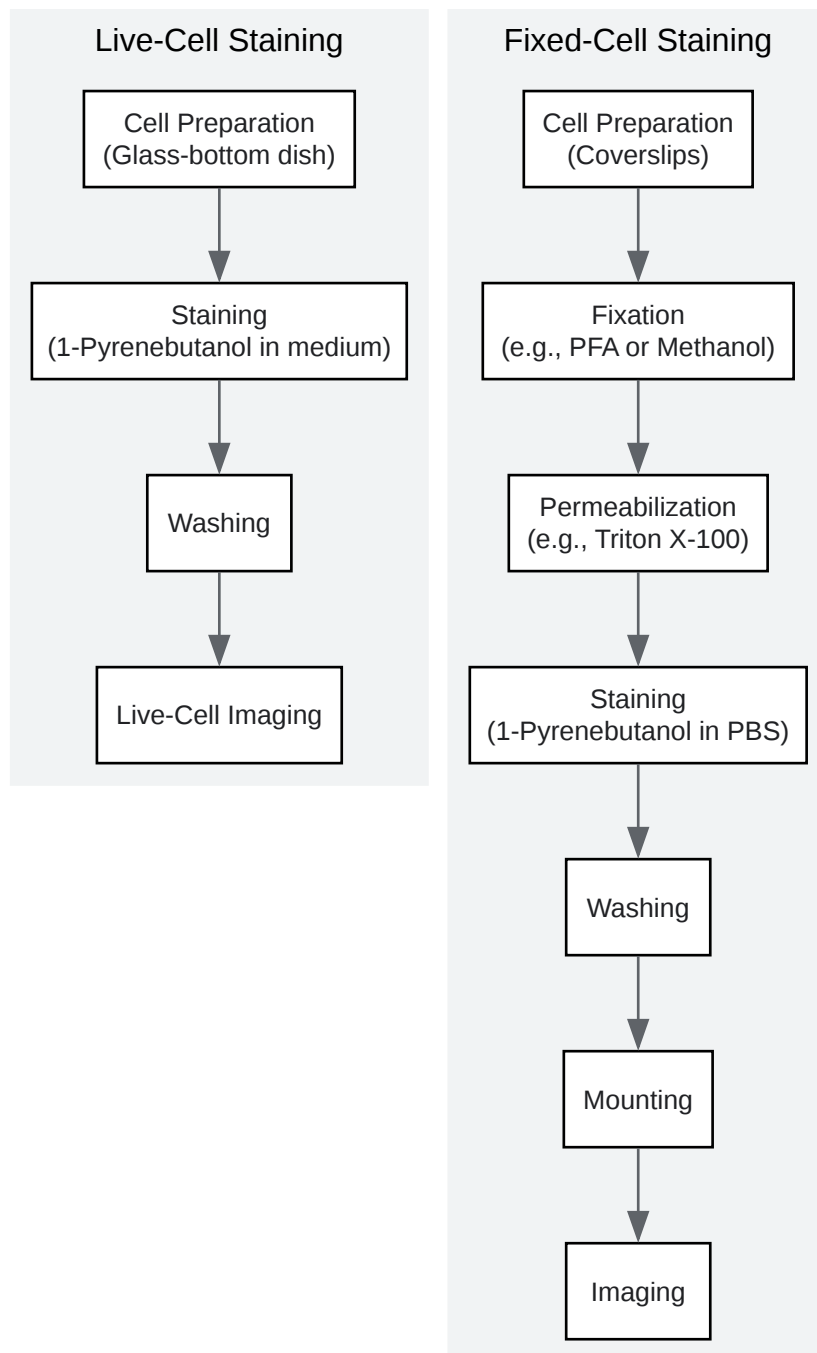 Live-Cell Staining
Cell Preparation
(Glass-bottom dish)
Staining
(1-Pyrenebutanol in medium)
Washing
Live-Cell Imaging
Fixed-Cell Staining
Cell Preparation
(Coverslips)
Fixation
(e.g., PFA or Methanol)
Permeabilization
(e.g., Triton X-100)
Staining
(1-Pyrenebutanol in PBS)
Washing
Mounting
Imaging